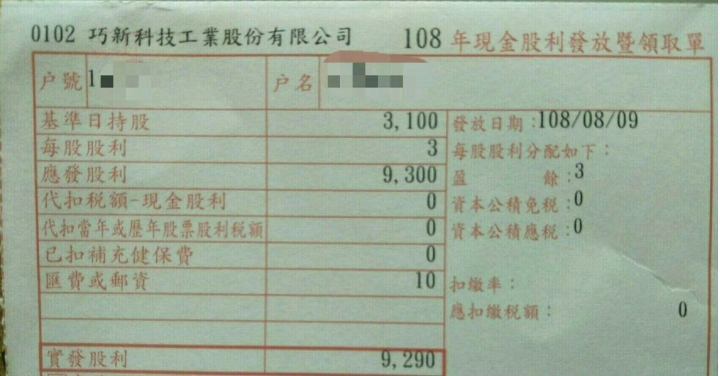 0102 巧新科技工業股份有限公司 108 年現金股利發放暨領取單
户號 1
户名
基準日持股 3,100
每股股利 3
應發股利 9,300
代扣稅額-現金股利 0
代扣當年或歷年股票股利稅額 0
已扣補充健保費 0
匯費或郵資 10
實發股利 9,290
發放日期:108/08/09
每股股利分配如下:
盈 餘:3
資本公積免稅:0
資本公積應稅:0
扣繳率:
應扣繳稅額: 0